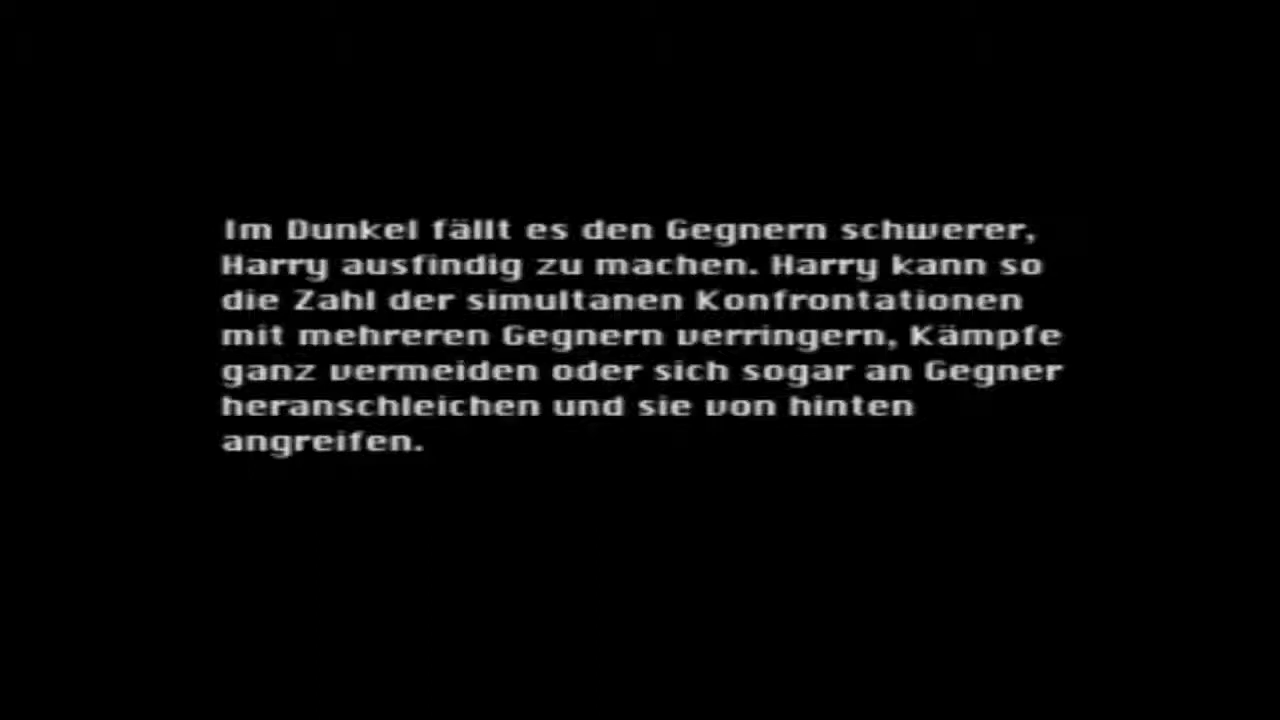 Im Dunkel fällt es den Gegnern schwerer,
Harry ausfindig zu machen. Harry kann so
die Zahl der simultanen Konfrontationen
mit mehreren Gegnern verringern, Kämpfe
ganz vermeiden oder sich sogar an Gegner
heranschleichen und sie von hinten
angreifen.